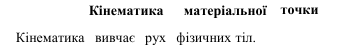 Кінематика матеріальної точки
Кінематика вивчає рух фізичних тіл.